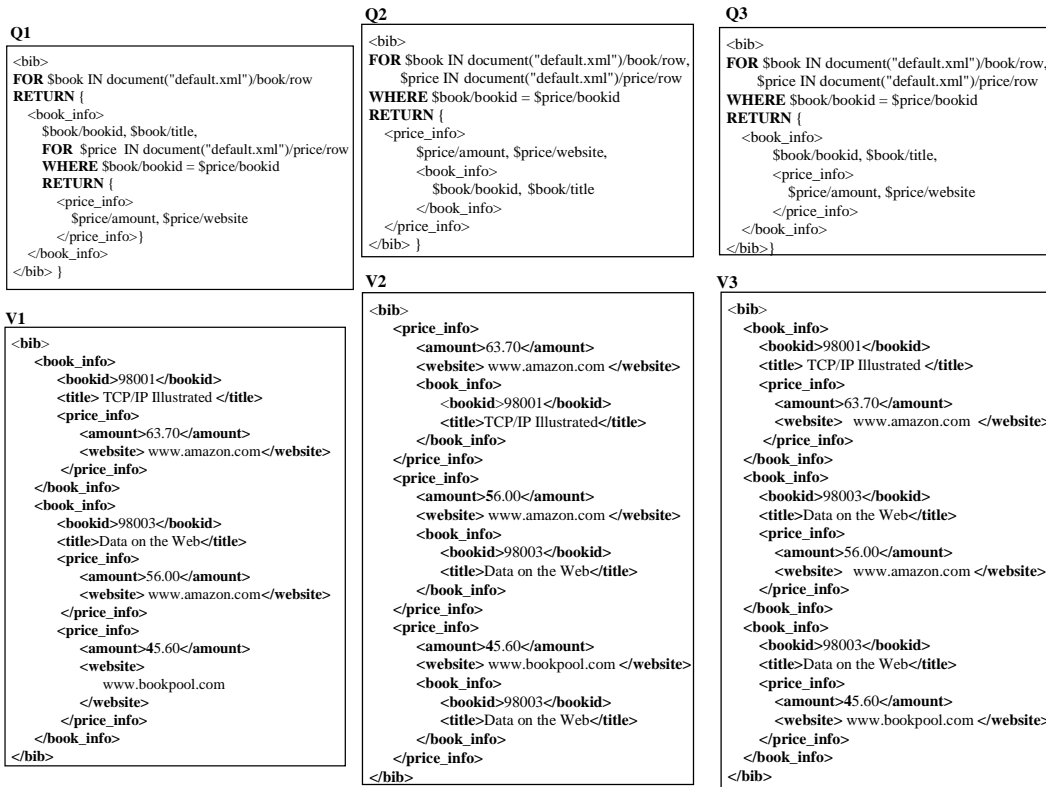 Q1
<bib>
FOR $book IN document("default.xml")/book/row
RETURN {
<book_info>
$book/bookid, $book/title,
FOR $price IN document("default.xml")/price/row
WHERE $book/bookid = $price/bookid
RETURN {
<price_info>
$price/amount, $price/website
</price_info>}
</book_info>
</bib> }
Q2
<bib>
FOR $book IN document("default.xml")/book/row,
$price IN document("default.xml")/price/row
WHERE $book/bookid = $price/bookid
RETURN {
<price_info>
$price/amount, $price/website,
<book_info>
$book/bookid, $book/title
</book_info>
</price_info>
</bib> }
Q3
<bib>
FOR $book IN document("default.xml")/book/row,
$price IN document("default.xml")/price/row
WHERE $book/bookid = $price/bookid
RETURN {
<book_info>
$book/bookid, $book/title,
<price_info>
$price/amount, $price/website
</price_info>
</book_info>
</bib>}
V1
<bib>
<book_info>
<bookid>98001</bookid>
<title> TCP/IP Illustrated </title>
<price_info>
<amount>63.70</amount>
<website> www.amazon.com</website>
</price_info>
</book_info>
<book_info>
<bookid>98003</bookid>
<title>Data on the Web</title>
<price_info>
<amount>56.00</amount>
<website> www.amazon.com</website>
</price_info>
<price_info>
<amount>45.60</amount>
<website>
www.bookpool.com
</website>
</price_info>
</book_info>
</bib>
V2
<bib>
<price_info>
<amount>63.70</amount>
<website> www.amazon.com </website>
<book_info>
<bookid>98001</bookid>
<title>TCP/IP Illustrated</title>
</book_info>
</price_info>
<price_info>
<amount>56.00</amount>
<website> www.amazon.com </website>
<book_info>
<bookid>98003</bookid>
<title>Data on the Web</title>
</book_info>
</price_info>
<price_info>
<amount>45.60</amount>
<website> www.bookpool.com </website>
<book_info>
<bookid>98003</bookid>
<title>Data on the Web</title>
</book_info>
</price_info>
</bib>
V3
<bib>
<book_info>
<bookid>98001</bookid>
<title> TCP/IP Illustrated </title>
<price_info>
<amount>63.70</amount>
<website> www.amazon.com </website>
</price_info>
</book_info>
<book_info>
<bookid>98003</bookid>
<title>Data on the Web</title>
<price_info>
<amount>56.00</amount>
<website> www.amazon.com </website>
</price_info>
</book_info>
<book_info>
<bookid>98003</bookid>
<title>Data on the Web</title>
<price_info>
<amount>45.60</amount>
<website> www.bookpool.com </website>
</price_info>
</book_info>
</bib>